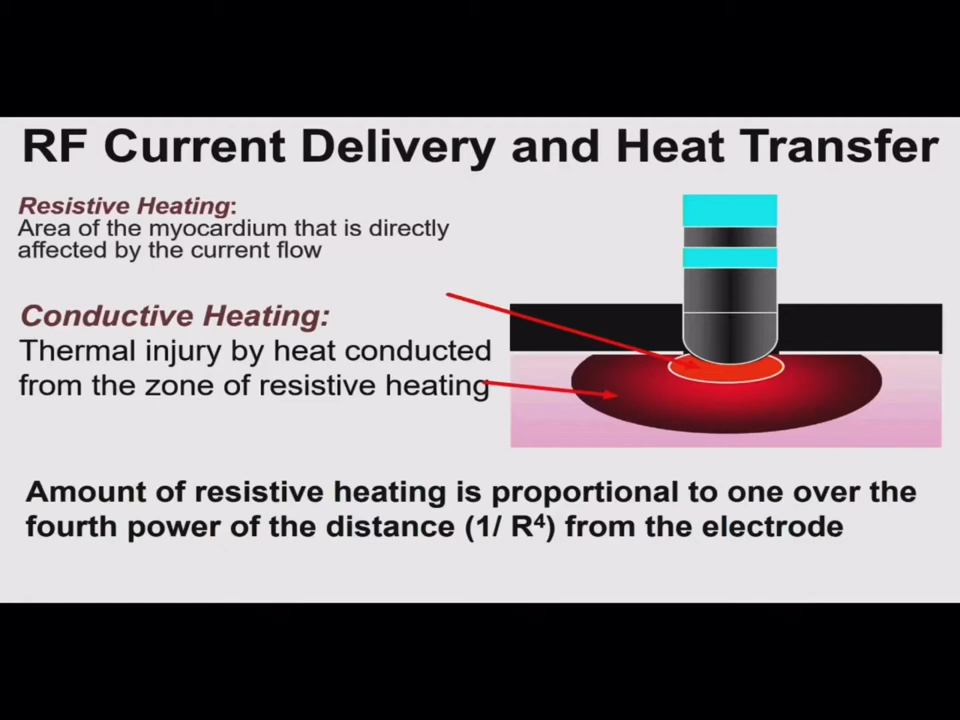 RF Current Delivery and Heat Transfer
Resistive Heating:
Area of the myocardium that is directly
affected by the current flow
Conductive Heating:
Thermal injury by heat conducted
from the zone of resistive heating
Amount of resistive heating is proportional to one over the
fourth power of the distance (1/ R⁴) from the electrode